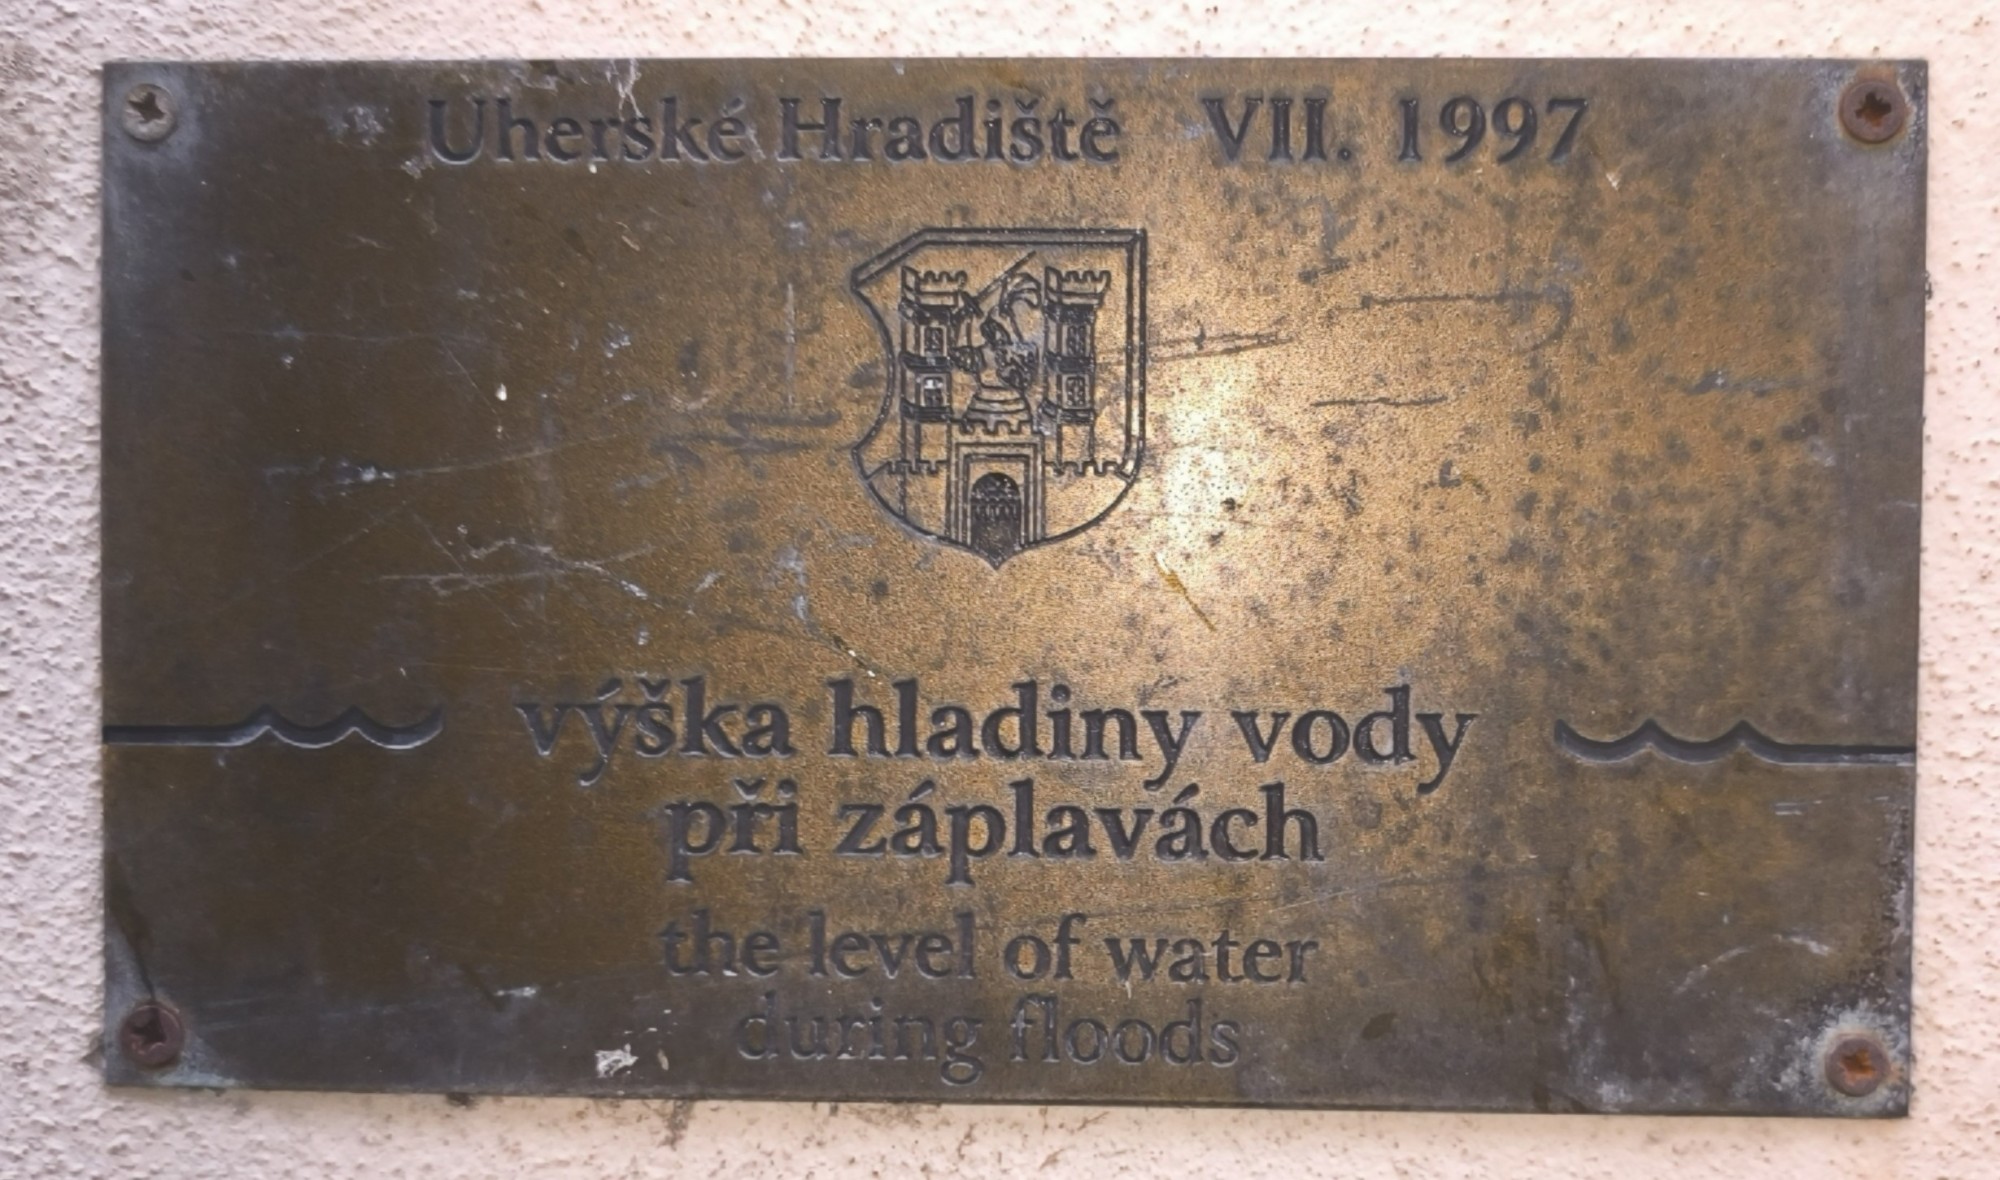 Uherské Hradiště VII. 1997
výška hladiny vody
při záplavách
the level of water
during floods